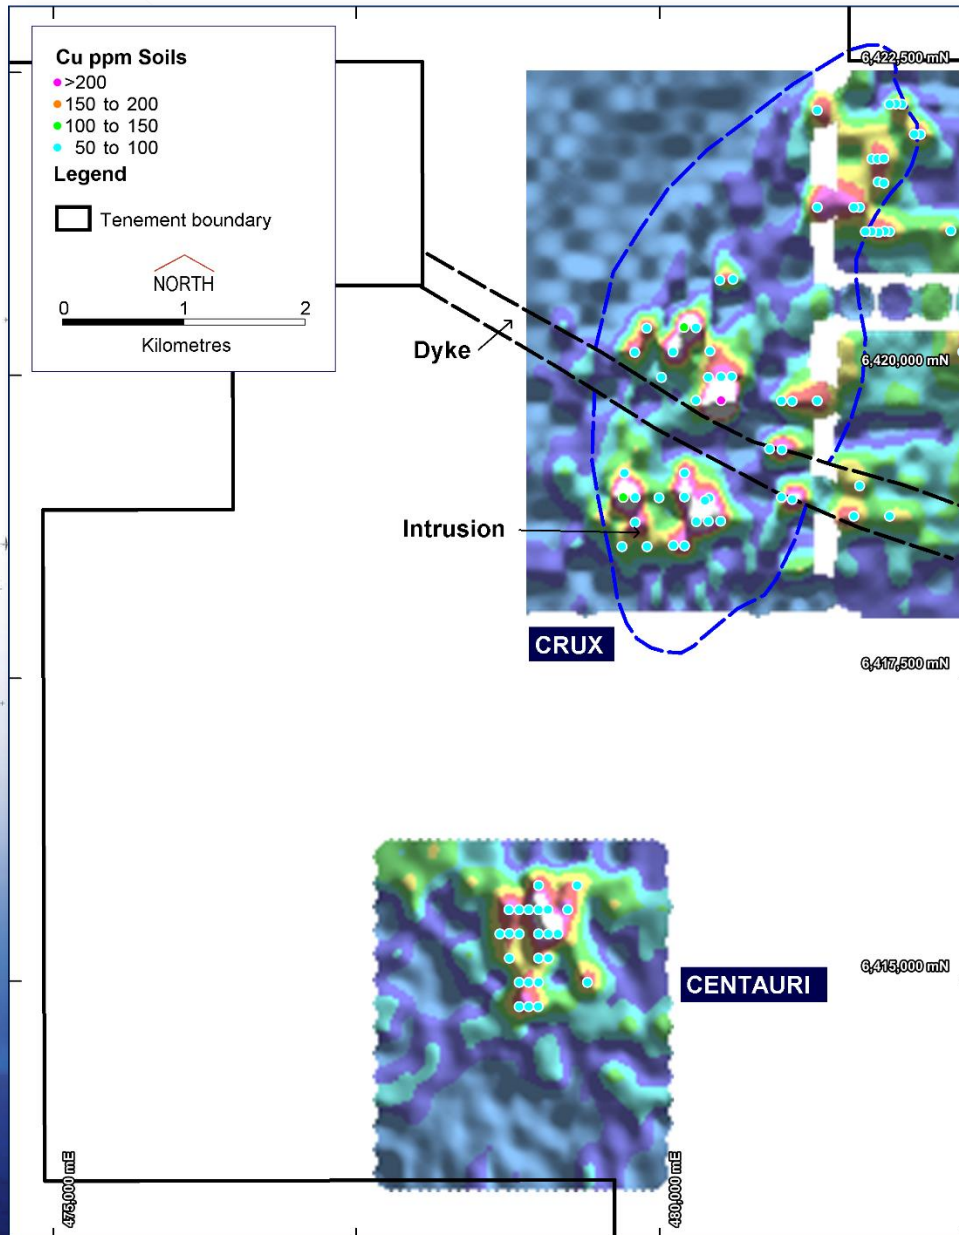 Cu ppm Soils
>200
150 to 200
100 to 150
50 to 100
Legend
Tenement boundary
NORTH
0 1 2
Kilometres
6,422,500 mN
Dyke
6,420,000 mN
Intrusion
CRUX
6,417,500 mN
CENTAURI
6,415,000 mN
475,000 mE
480,000 mE